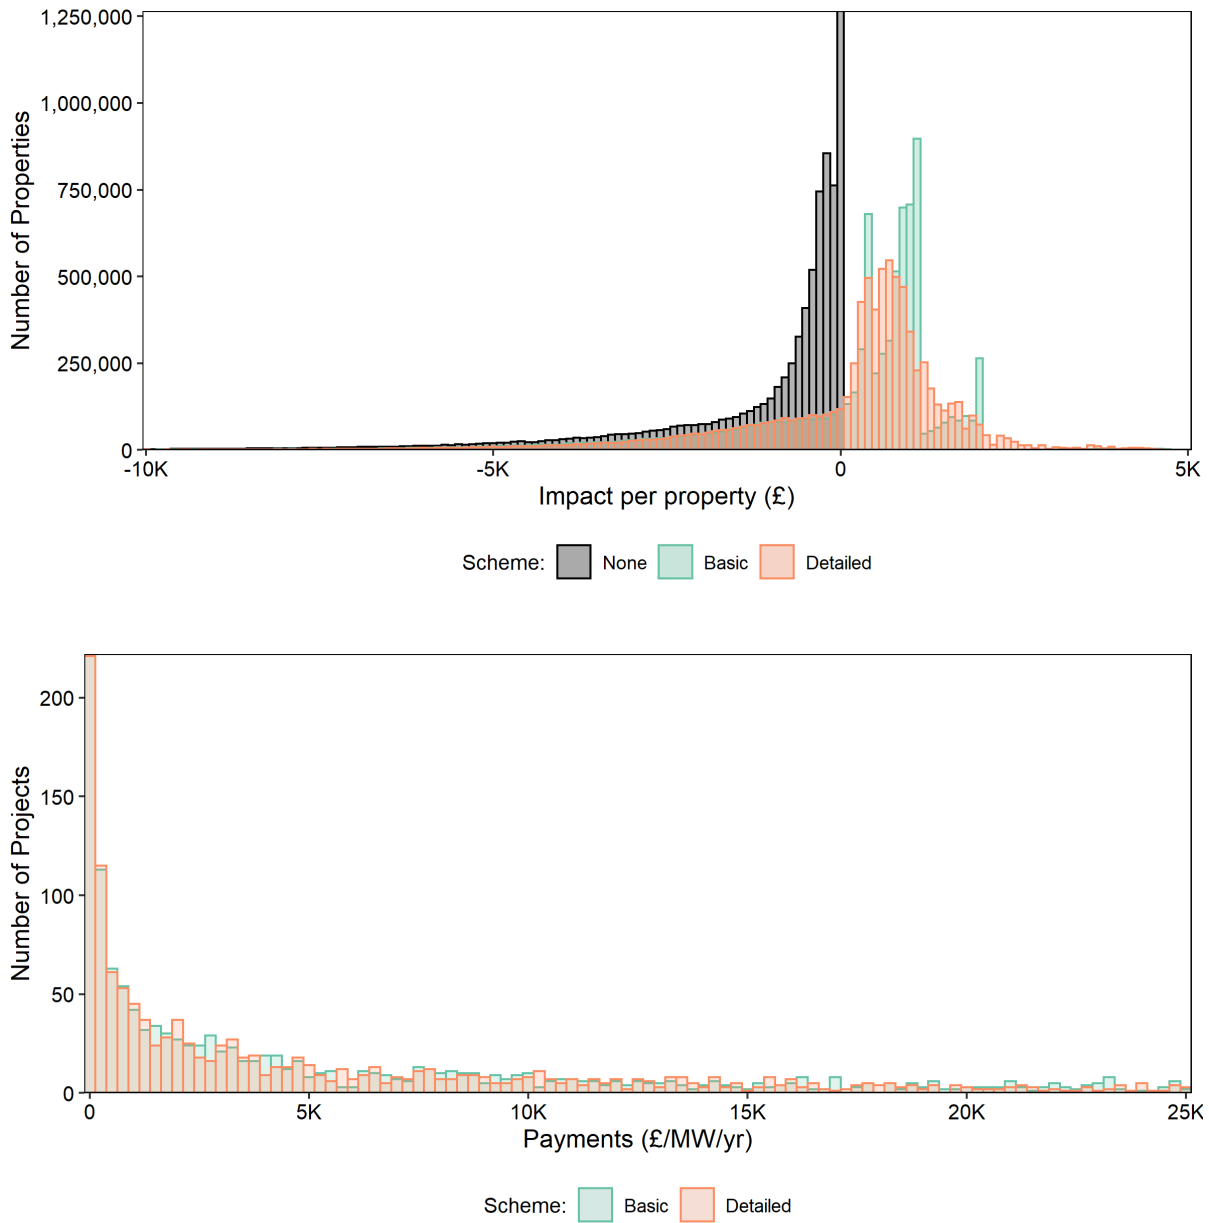 1,250,000
1,000,000
750,000
500,000
250,000
0
Number of Properties
-10K -5K 0 5K
Impact per property (£)
Scheme: None Basic Detailed
200
150
100
50
0
Number of Projects
0 5K 10K 15K 20K 25K
Payments (£/MW/yr)
Scheme: Basic Detailed